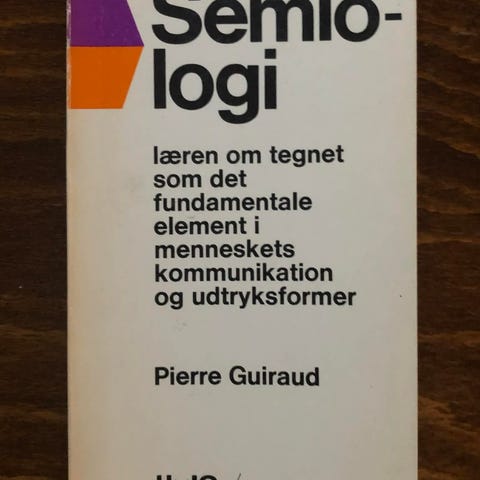 Semio-
logi
læren om tegnet
som det
fundamentale
element i
menneskets
kommunikation
og udtryksformer
Pierre Guiraud